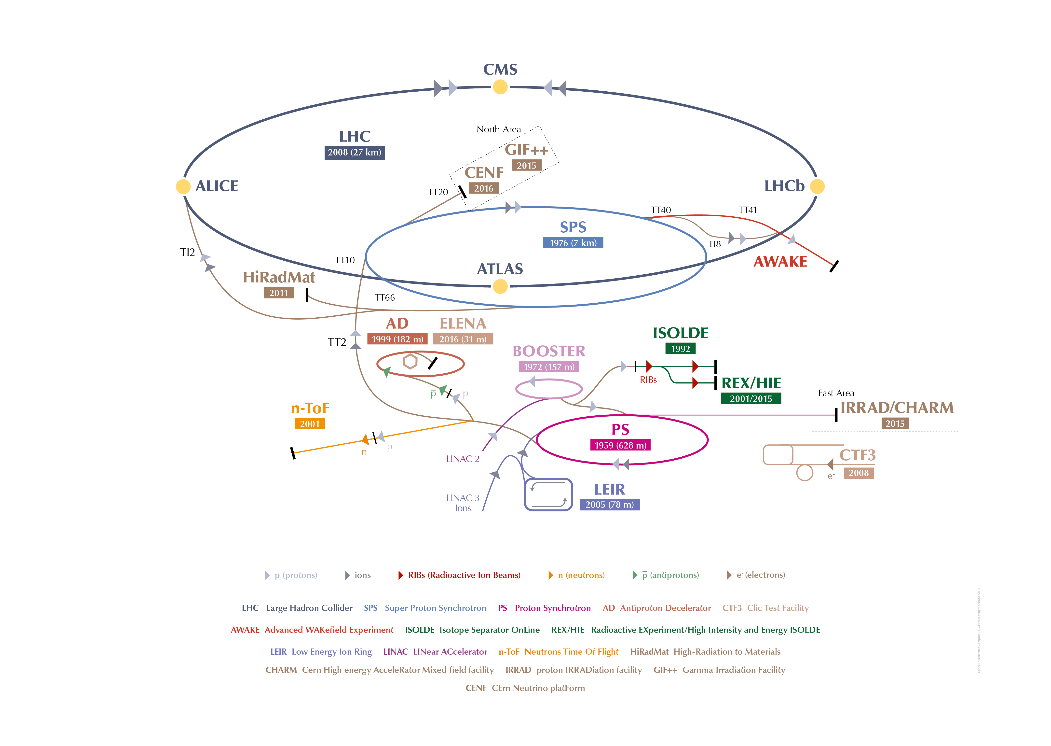 CMS
LHC
2008 (27 km)
North Area
GIF++
2015
CENF
2016
TT20
ALICE
LHCb
TT40
TT41
SPS
1976 (7 km)
TI8
TI2
TT10
ATLAS
AWAKE
HiRadMat
2011
TT66
AD
1999 (182 m)
ELENA
2016 (31 m)
TT2
BOOSTER
1972 (157 m)
ISOLDE
1992
RIBs
REX/HIE
2001/2015
p̅
p
East Area
IRRAD/CHARM
2015
n-ToF
2001
n
p
PS
1959 (628 m)
LINAC 2
CTF3
2008
e-
LEIR
2005 (78 m)
LINAC 3
Ions
p (protons) ions RIBs (Radioactive Ion Beams) n (neutrons) p̅ (antiprotons) e- (electrons)
LHC Large Hadron Collider SPS Super Proton Synchrotron PS Proton Synchrotron AD Antiproton Decelerator CTF3 Clic Test Facility
AWAKE Advanced WAKefield Experiment ISOLDE Isotope Separator OnLine REX/HIE Radioactive EXperiment/High Intensity and Energy ISOLDE
LEIR Low Energy Ion Ring LINAC LINear ACcelerator n-ToF Neutrons Time Of Flight HiRadMat High-Radiation to Materials
CHARM Cern High energy AcceleRator Mixed field facility IRRAD proton IRRADiation facility GIF++ Gamma Irradiation Facility
CENF CErn Neutrino platForm